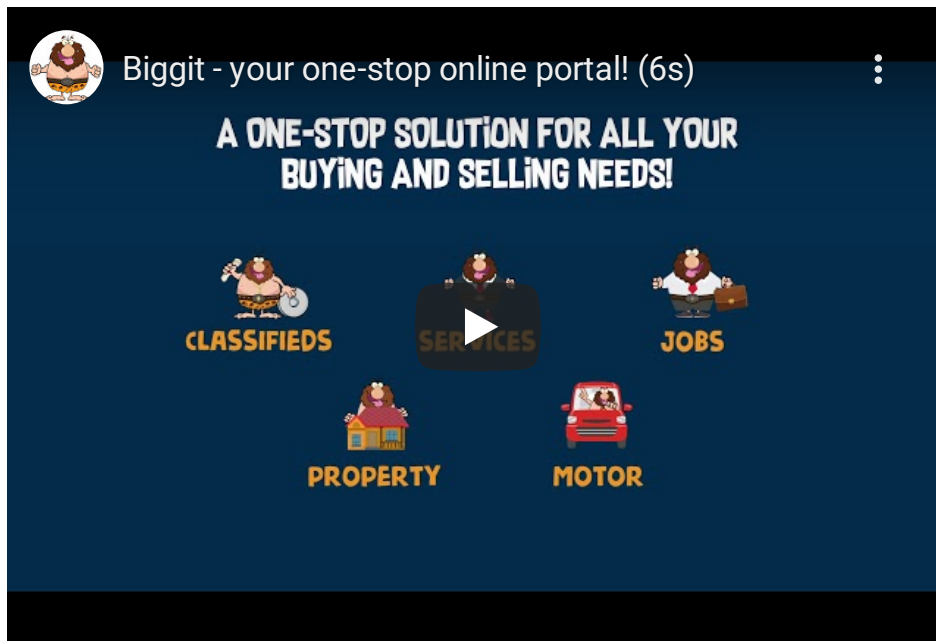 Biggit - your one-stop online portal! (6s)
A ONE-STOP SOLUTiON FOR ALL YOUR
BUYiNG AND SELLiNG NEEDS!
CLASSIFIEDS SERVICES JOBS
PROPERTY MOTOR